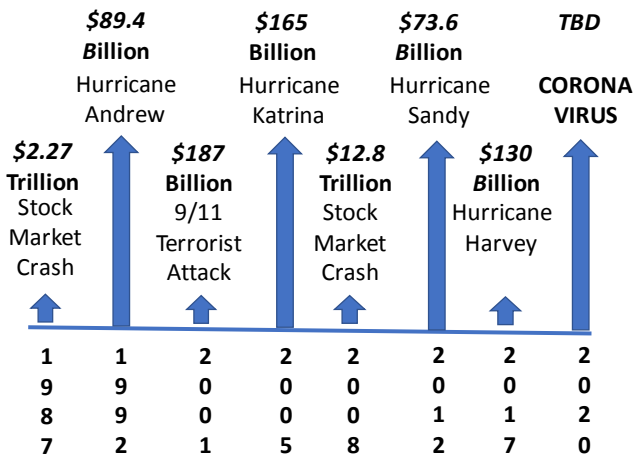 $89.4
Billion
Hurricane
Andrew
$165
Billion
Hurricane
Katrina
$73.6
Billion
Hurricane
Sandy
TBD
CORONA
VIRUS
$2.27
Trillion
Stock
Market
Crash
$187
Billion
9/11
Terrorist
Attack
$12.8
Trillion
Stock
Market
Crash
$130
Billion
Hurricane
Harvey
1 1 2 2 2 2 2 2
9 9 0 0 0 0 0 0
8 9 0 0 0 1 1 2
7 2 1 5 8 2 7 0